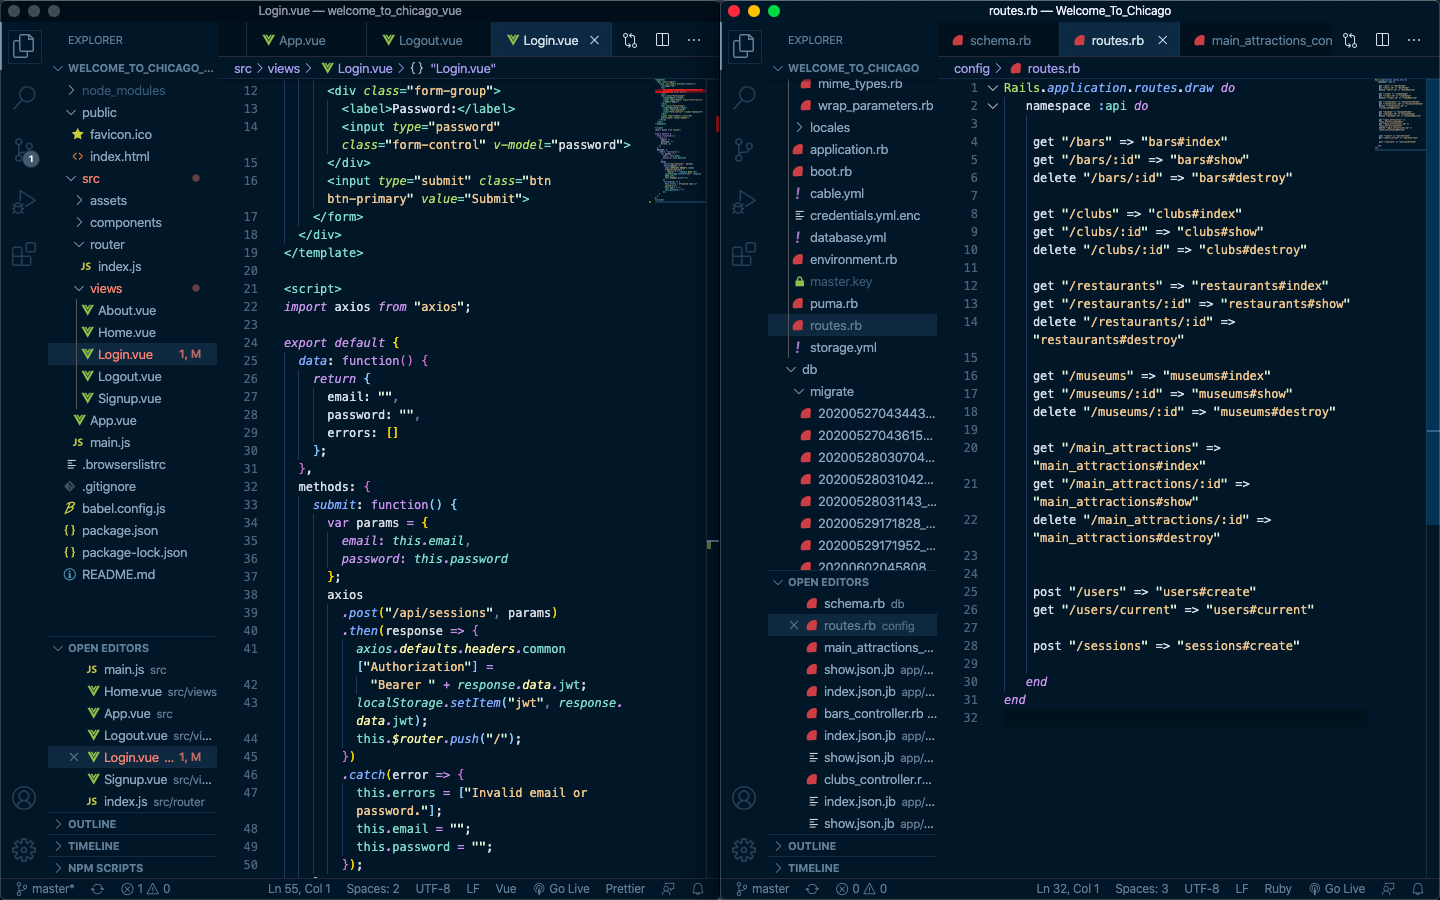 Login.vue — welcome_to_chicago_vue
EXPLORER
App.vue
Logout.vue
Login.vue
WELCOME_TO_CHICAGO_...
node_modules
public
favicon.ico
index.html
src
assets
components
router
JS index.js
views
About.vue
Home.vue
Login.vue 1, M
Logout.vue
Signup.vue
App.vue
JS main.js
.browserslistrc
.gitignore
babel.config.js
{} package.json
{} package-lock.json
README.md
OPEN EDITORS
JS main.js src
Home.vue src/views
App.vue src
Logout.vue src/vi...
Login.vue ... 1, M
Signup.vue src/vi...
JS index.js src/router
OUTLINE
TIMELINE
NPM SCRIPTS
1
src > views > Login.vue > {} "Login.vue"
12 <div class="form-group">
13 <label>Password:</label>
14 <input type="password"
class="form-control" v-model="password">
15 </div>
16 <input type="submit" class="btn
btn-primary" value="Submit">
17 </form>
18 </div>
19 </template>
20
21 <script>
22 import axios from "axios";
23
24 export default {
25 data: function() {
26 return {
27 email: "",
28 password: "",
29 errors: []
30 };
31 },
32 methods: {
33 submit: function() {
34 var params = {
35 email: this.email,
36 password: this.password
37 };
38 axios
39 .post("/api/sessions", params)
40 .then(response => {
41 axios.defaults.headers.common
["Authorization"] =
42 "Bearer " + response.data.jwt;
43 localStorage.setItem("jwt", response.
data.jwt);
44 this.$router.push("/");
45 })
46 .catch(error => {
47 this.errors = ["Invalid email or
password."];
48 this.email = "";
49 this.password = "";
50 });
master* 1 0 Ln 55, Col 1 Spaces: 2 UTF-8 LF Vue Go Live Prettier
routes.rb — Welcome_To_Chicago
EXPLORER
schema.rb
routes.rb
main_attractions_con
WELCOME_TO_CHICAGO
mime_types.rb
wrap_parameters.rb
locales
application.rb
boot.rb
! cable.yml
credentials.yml.enc
! database.yml
environment.rb
master.key
puma.rb
routes.rb
! storage.yml
db
migrate
20200527043443...
20200527043615...
20200528030704...
20200528031042...
20200528031143_...
20200529171828_...
20200529171952_...
20200602045808
OPEN EDITORS
schema.rb db
routes.rb config
main_attractions_...
show.json.jb app/...
index.json.jb app/...
bars_controller.rb ...
index.json.jb app/...
show.json.jb app/...
clubs_controller.r...
index.json.jb app/...
show.json.jb app/...
OUTLINE
TIMELINE
config > routes.rb
1 Rails.application.routes.draw do
2 namespace :api do
3
4 get "/bars" => "bars#index"
5 get "/bars/:id" => "bars#show"
6 delete "/bars/:id" => "bars#destroy"
7
8 get "/clubs" => "clubs#index"
9 get "/clubs/:id" => "clubs#show"
10 delete "/clubs/:id" => "clubs#destroy"
11
12 get "/restaurants" => "restaurants#index"
13 get "/restaurants/:id" => "restaurants#show"
14 delete "/restaurants/:id" =>
"restaurants#destroy"
15
16 get "/museums" => "museums#index"
17 get "/museums/:id" => "museums#show"
18 delete "/museums/:id" => "museums#destroy"
19
20 get "/main_attractions" =>
"main_attractions#index"
21 get "/main_attractions/:id" =>
"main_attractions#show"
22 delete "/main_attractions/:id" =>
"main_attractions#destroy"
23
24
25 post "/users" => "users#create"
26 get "/users/current" => "users#current"
27
28 post "/sessions" => "sessions#create"
29
30 end
31 end
32
master 0 0 Ln 32, Col 1 Spaces: 3 UTF-8 LF Ruby Go Live